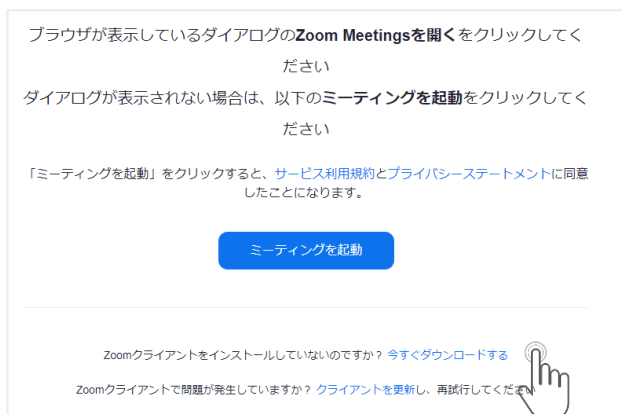 ブラウザが表示しているダイアログのZoom Meetingsを開くをクリックしてく
ださい
ダイアログが表示されない場合は、以下のミーティングを起動をクリックしてく
ださい
「ミーティングを起動」をクリックすると、サービス利用規約とプライバシーステートメントに同意
したことになります。
ミーティングを起動
Zoomクライアントをインストールしていないのですか？ 今すぐダウンロードする
Zoomクライアントで問題が発生していますか？ クライアントを更新し、再試行してください